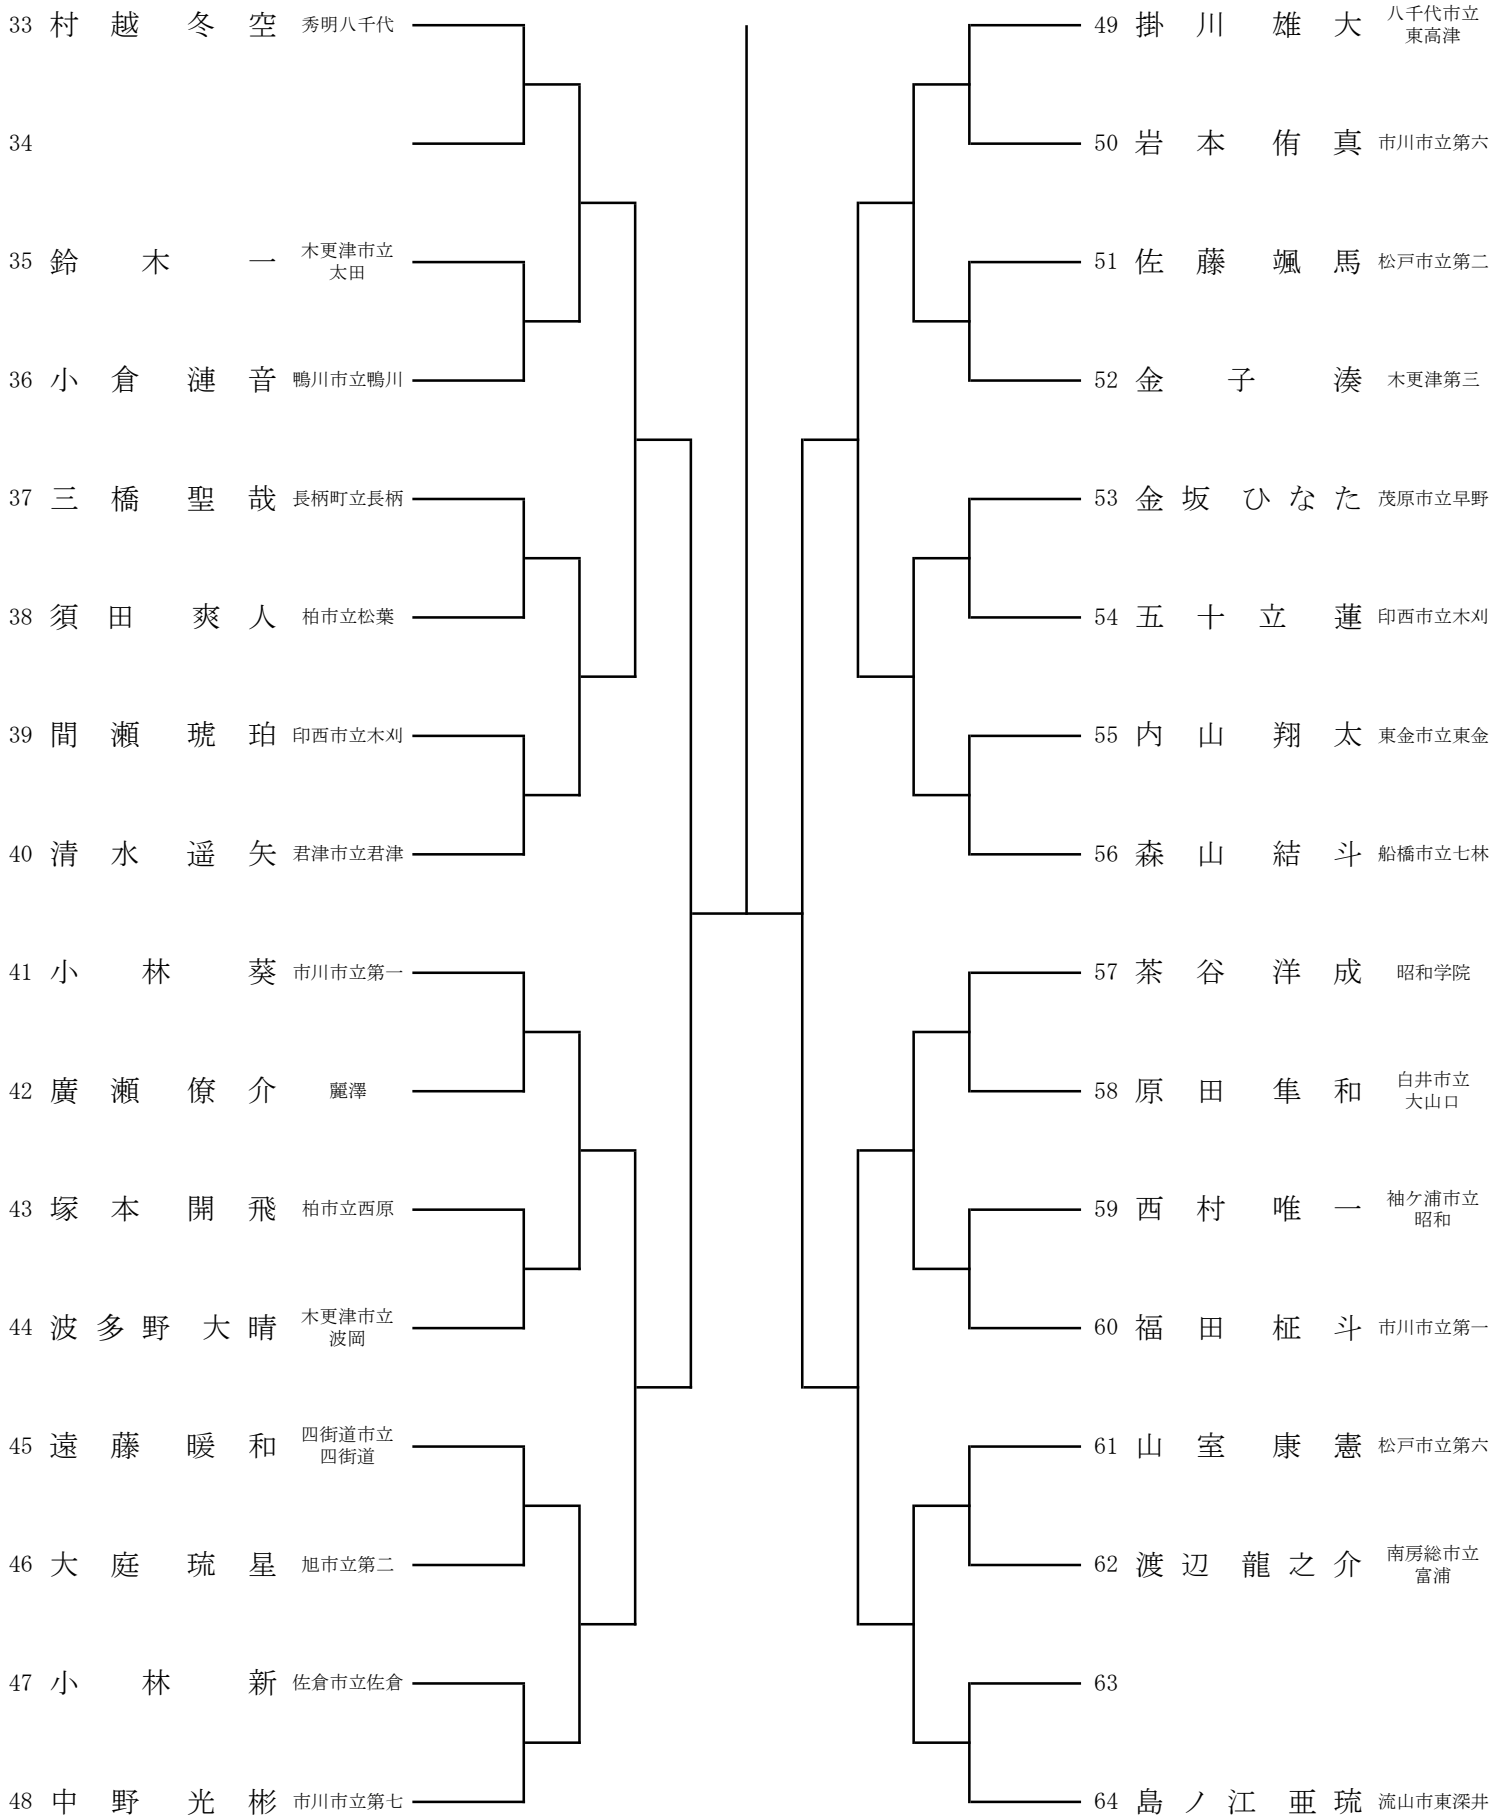 33 村越 冬空 秀明八千代
34
35 鈴木 一 木更津市立
太田
36 小倉 漣音 鴨川市立鴨川
37 三橋 聖哉 長柄町立長柄
38 須田 爽人 柏市立松葉
39 間瀬 琥珀 印西市立木刈
40 清水 遥矢 君津市立君津
41 小林 葵 市川市立第一
42 廣瀬 僚介 麗澤
43 塚本 開飛 柏市立西原
44 波多野 大晴 木更津市立
波岡
45 遠藤 暖和 四街道市立
四街道
46 大庭 琉星 旭市立第二
47 小林 新 佐倉市立佐倉
48 中野 光彬 市川市立第七
49 掛川 雄大 八千代市立
東高津
50 岩本 侑真 市川市立第六
51 佐藤 颯馬 松戸市立第二
52 金子 湊 木更津第三
53 金坂 ひなた 茂原市立早野
54 五十立 蓮 印西市立木刈
55 内山 翔太 東金市立東金
56 森山 結斗 船橋市立七林
57 茶谷 洋成 昭和学院
58 原田 隼和 白井市立
大山口
59 西村 唯一 袖ケ浦市立
昭和
60 福田 柾斗 市川市立第一
61 山室 康憲 松戸市立第六
62 渡辺 龍之介 南房総市立
富浦
63
64 島ノ江 亜琉 流山市東深井